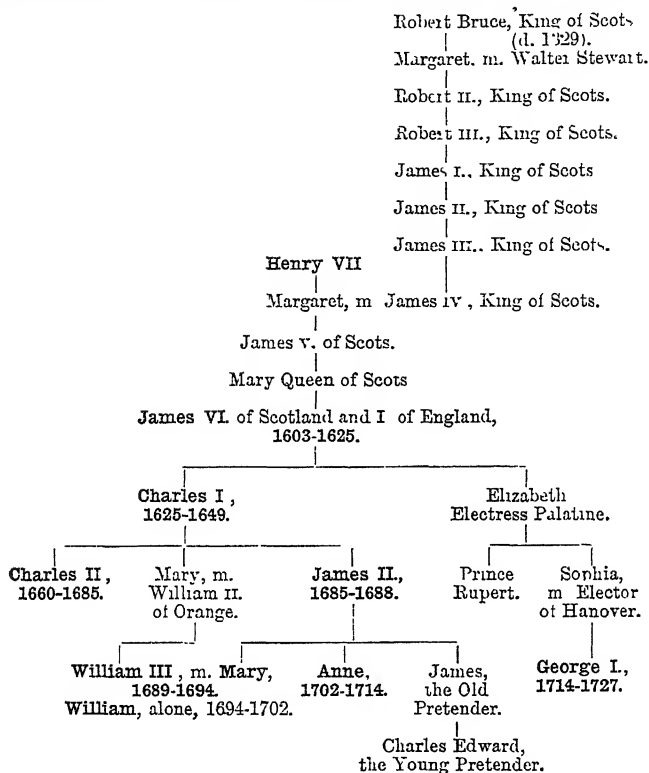 Robert Bruce, King of Scots
(d. 1329).
Margaret. m. Walter Stewart.
Robert II., King of Scots.
Robert III., King of Scots.
James I., King of Scots
James II., King of Scots
James III.. King of Scots.
Henry VII
Margaret, m James IV, King of Scots.
James V. of Scots.
Mary Queen of Scots
James VI. of Scotland and I of England,
1603-1625.
Charles I,
1625-1649.
Elizabeth
Electress Palatine.
Charles II,
1660-1685.
Mary, m.
William II.
of Orange.
James II.,
1685-1688.
Prince
Rupert.
Sophia,
m Elector
of Hanover.
William III, m. Mary,
1689-1694.
William, alone, 1694-1702.
Anne,
1702-1714.
James,
the Old
Pretender.
George I.,
1714-1727.
Charles Edward,
the Young Pretender.